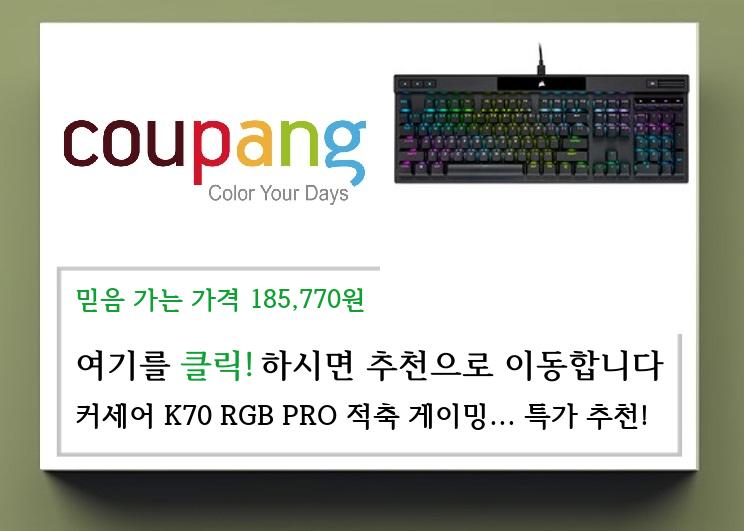 coupang
Color Your Days
믿음 가는 가격 185,770원
여기를 클릭! 하시면 추천으로 이동합니다
커세어 K70 RGB PRO 적축 게이밍... 특가 추천!